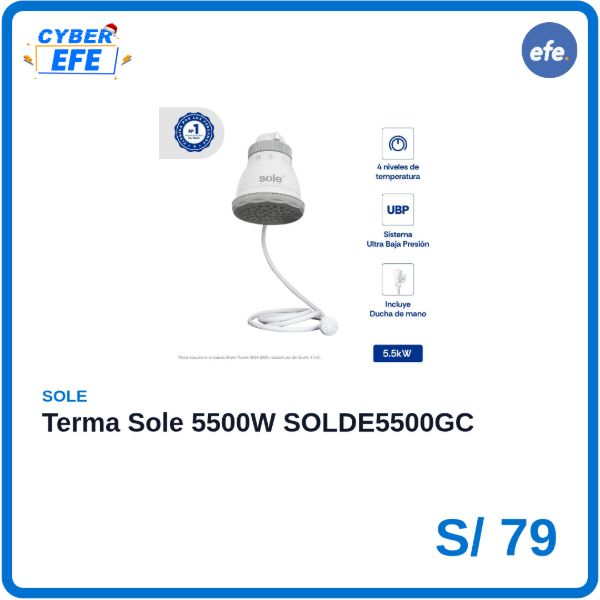 CYBER
EFE
efe.
N° 1
sole
4 niveles de
temperatura
UBP
Sistema
Ultra Baja Presión
Incluye
Ducha de mano
5.5kW
SOLE
Terma Sole 5500W SOLDE5500GC
S/ 79